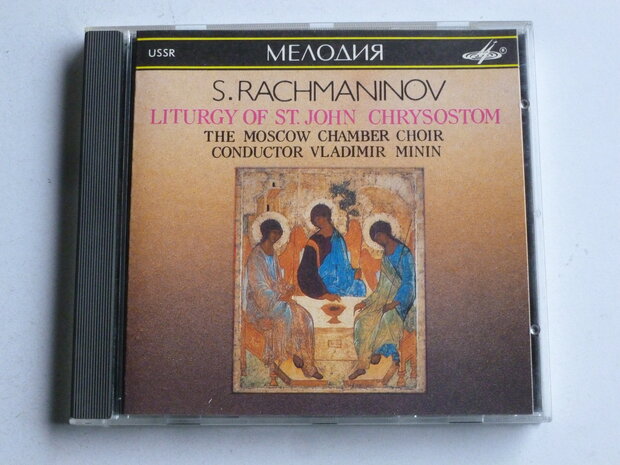 USSR МЕЛОДИЯ
S. RACHMANINOV
LITURGY OF ST. JOHN CHRYSOSTOM
THE MOSCOW CHAMBER CHOIR
CONDUCTOR VLADIMIR MININ